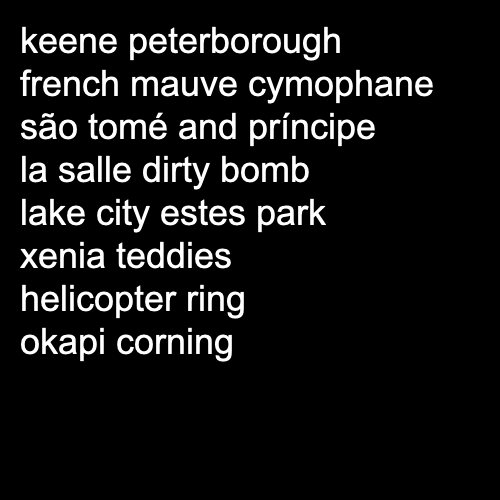 keene peterborough
french mauve cymophane
são tomé and príncipe
la salle dirty bomb
lake city estes park
xenia teddies
helicopter ring
okapi corning